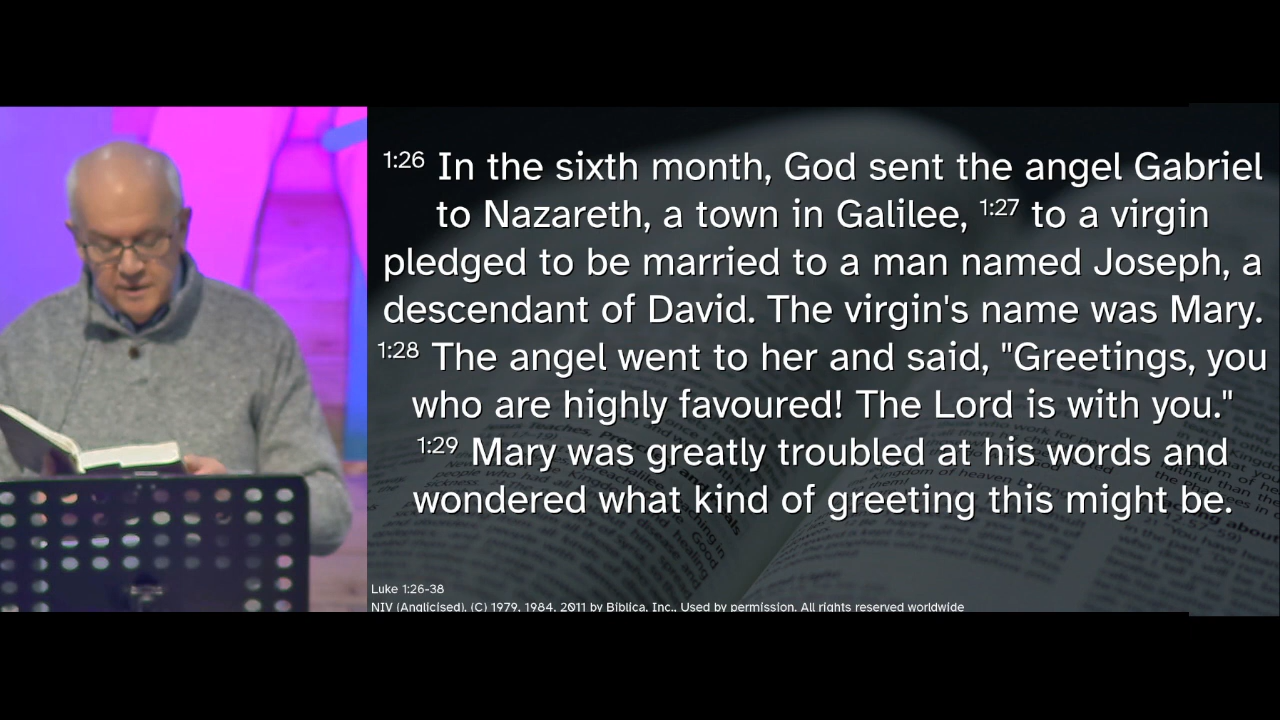 1:26 In the sixth month, God sent the angel Gabriel
to Nazareth, a town in Galilee, 1:27 to a virgin
pledged to be married to a man named Joseph, a
descendant of David. The virgin's name was Mary.
1:28 The angel went to her and said, "Greetings, you
who are highly favoured! The Lord is with you."
1:29 Mary was greatly troubled at his words and
wondered what kind of greeting this might be.
Luke 1:26-38
NIV (Anglicised), (C) 1979, 1984, 2011 by Biblica, Inc., Used by permission. All rights reserved worldwide